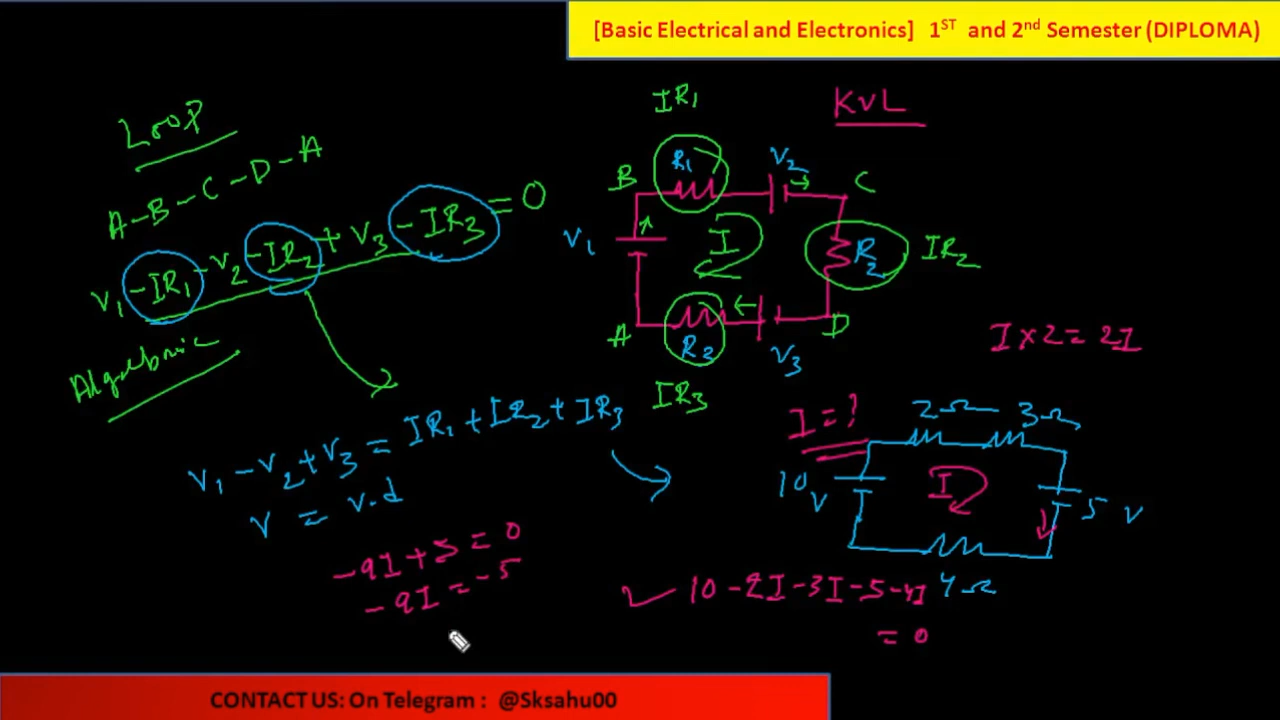 [Basic Electrical and Electronics] 1ST and 2nd Semester (DIPLOMA)
LOOP
A-B-C-D-A
V1 -IR1 -V2 -IR2 + V3 -IR3 = 0
Algebraic
V1 - V2 + V3 = IR1 + IR2 + IR3
V = V.d
-9I + 5 = 0
-9I = -5
KVL
IR1
B
R1
V2
C
V1
I
R2
IR2
A
R2
V3
D
IR3
I x 2 = 2I
I = ?
2Ω
3Ω
10V
I
5 V
4Ω
10 - 2I - 3I - 5 - 4I
= 0
CONTACT US: On Telegram : @Sksahu00